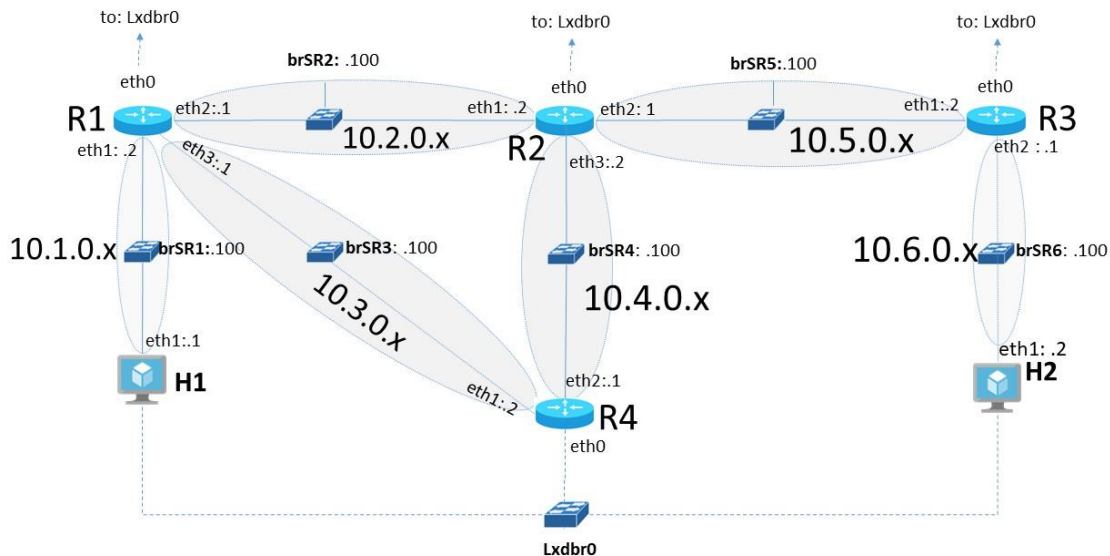 to: Lxdbr0
to: Lxdbr0
to: Lxdbr0
eth0
brSR2: .100
eth0
brSR5:.100
eth0
R1
eth2:.1
eth1: .2
eth2: 1
eth1:.2
R3
10.2.0.x
R2
10.5.0.x
eth1: .2
eth3:.1
eth3:.2
eth2 : .1
10.1.0.x
brSR1:.100
brSR3: .100
brSR4: .100
10.6.0.x
brSR6: .100
10.3.0.x
10.4.0.x
eth1:.1
eth1: .2
H1
eth1:.2
eth2:.1
H2
R4
eth0
Lxdbr0